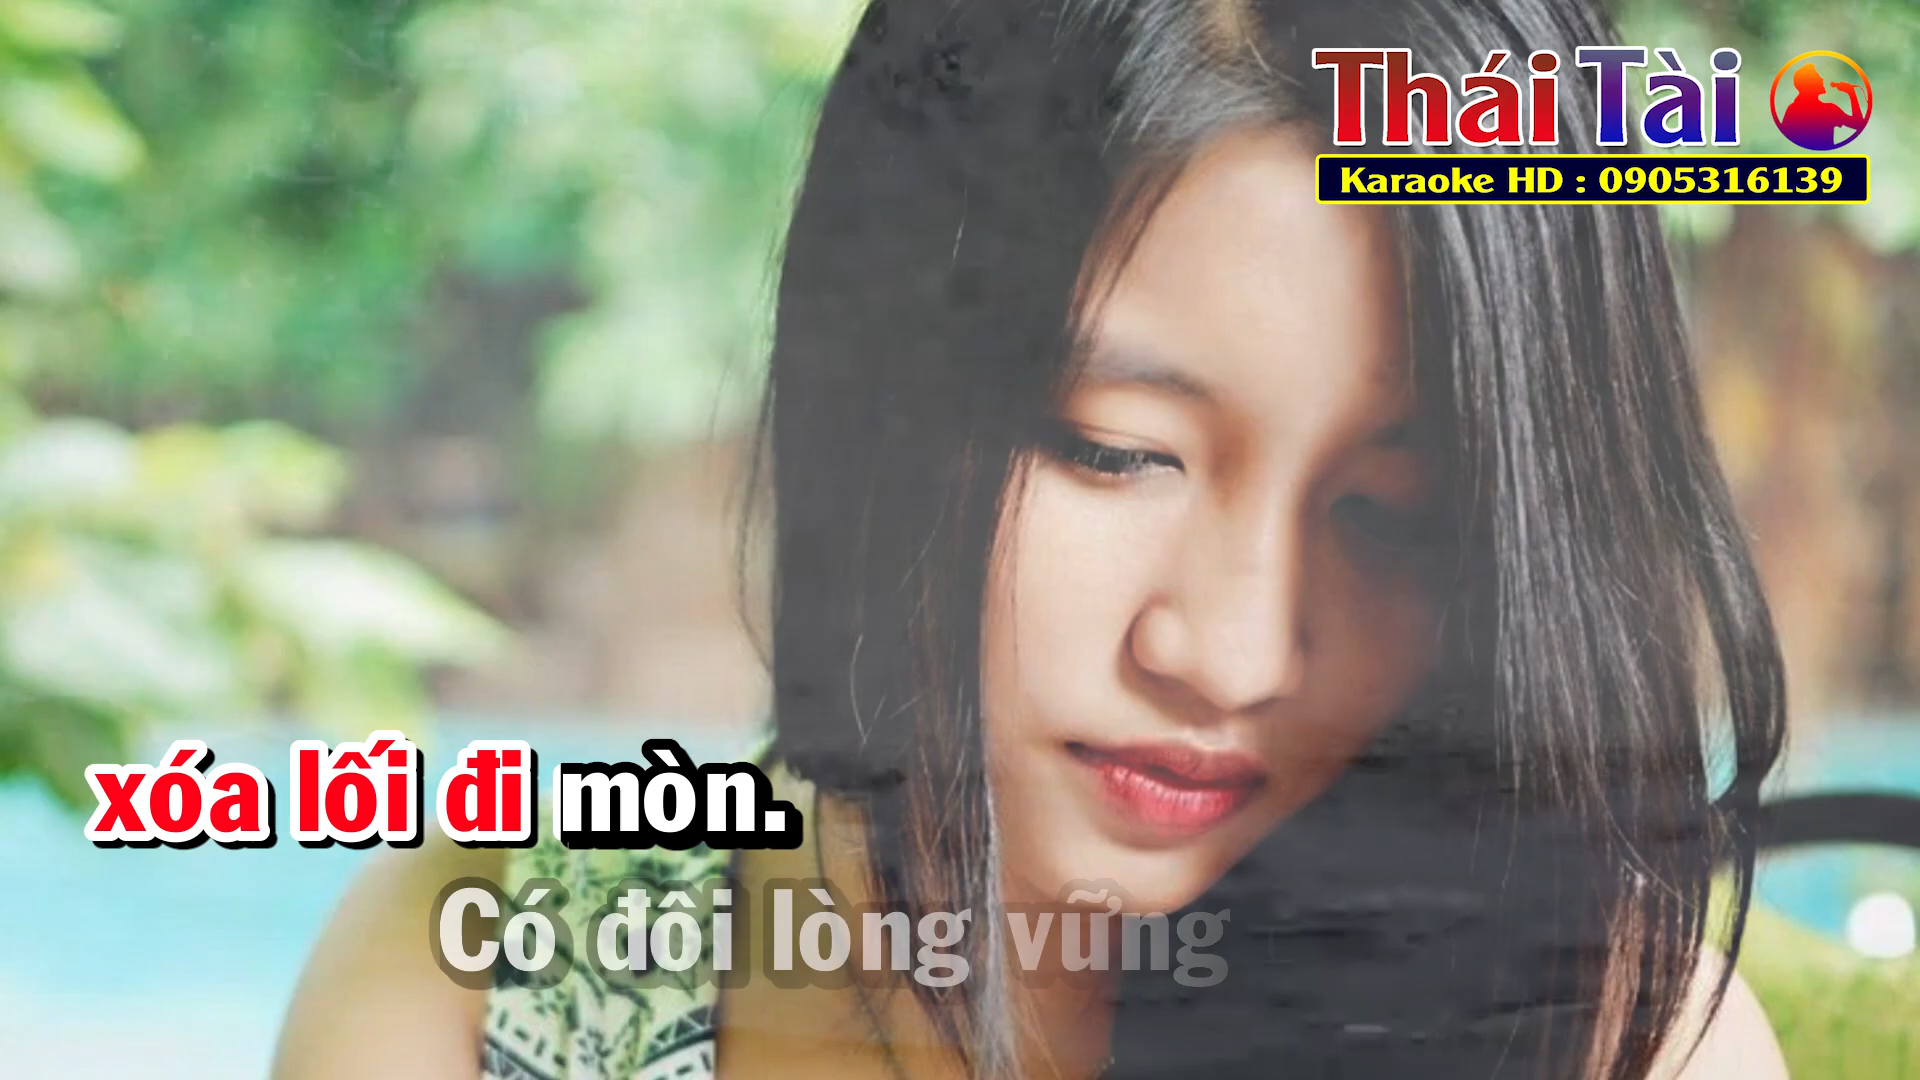 Thái Tài
Karaoke HD : 0905316139
xóa lối đi mòn.
Có đôi lòng vững